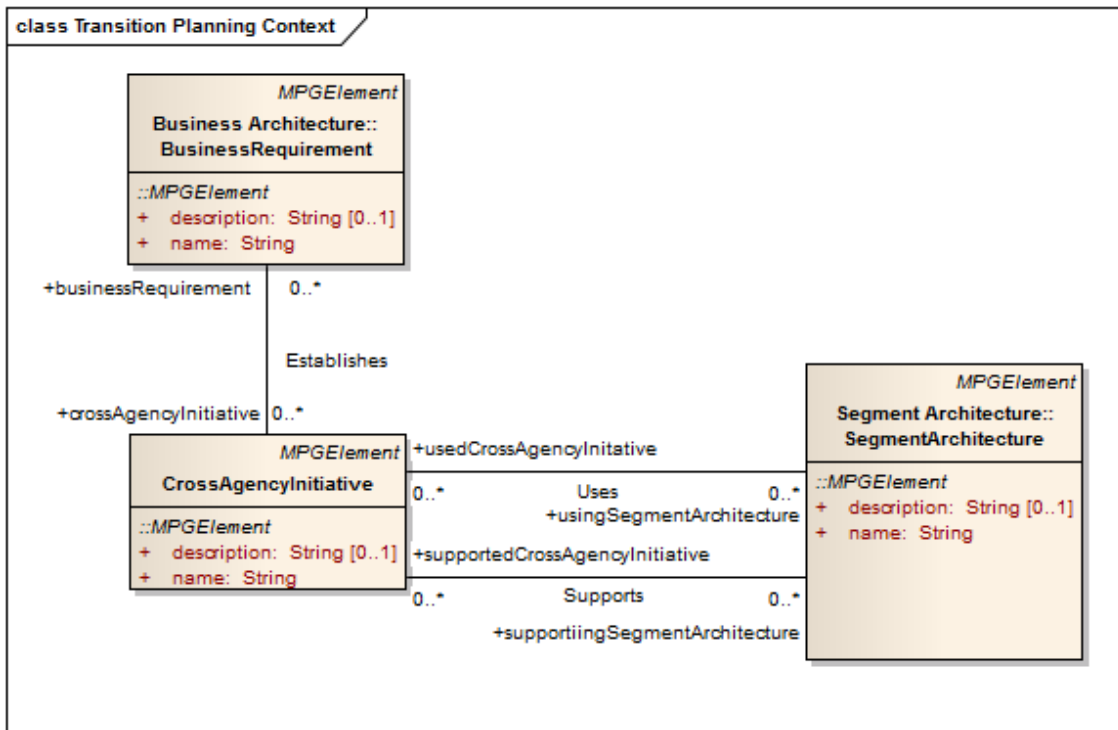 class Transition Planning Context
MPGElement
Business Architecture::
BusinessRequirement
::MPGElement
+ description: String [0..1]
+ name: String
+businessRequirement 0..*
Establishes
+crossAgencyInitiative 0..*
MPGElement
CrossAgencyInitiative
::MPGElement
+ description: String [0..1]
+ name: String
+usedCrossAgencyInitative
0..* Uses 0..*
+usingSegmentArchitecture
+supportedCrossAgencyInitiative
0..* Supports 0..*
+supportiingSegmentArchitecture
MPGElement
Segment Architecture::
SegmentArchitecture
::MPGElement
+ description: String [0..1]
+ name: String